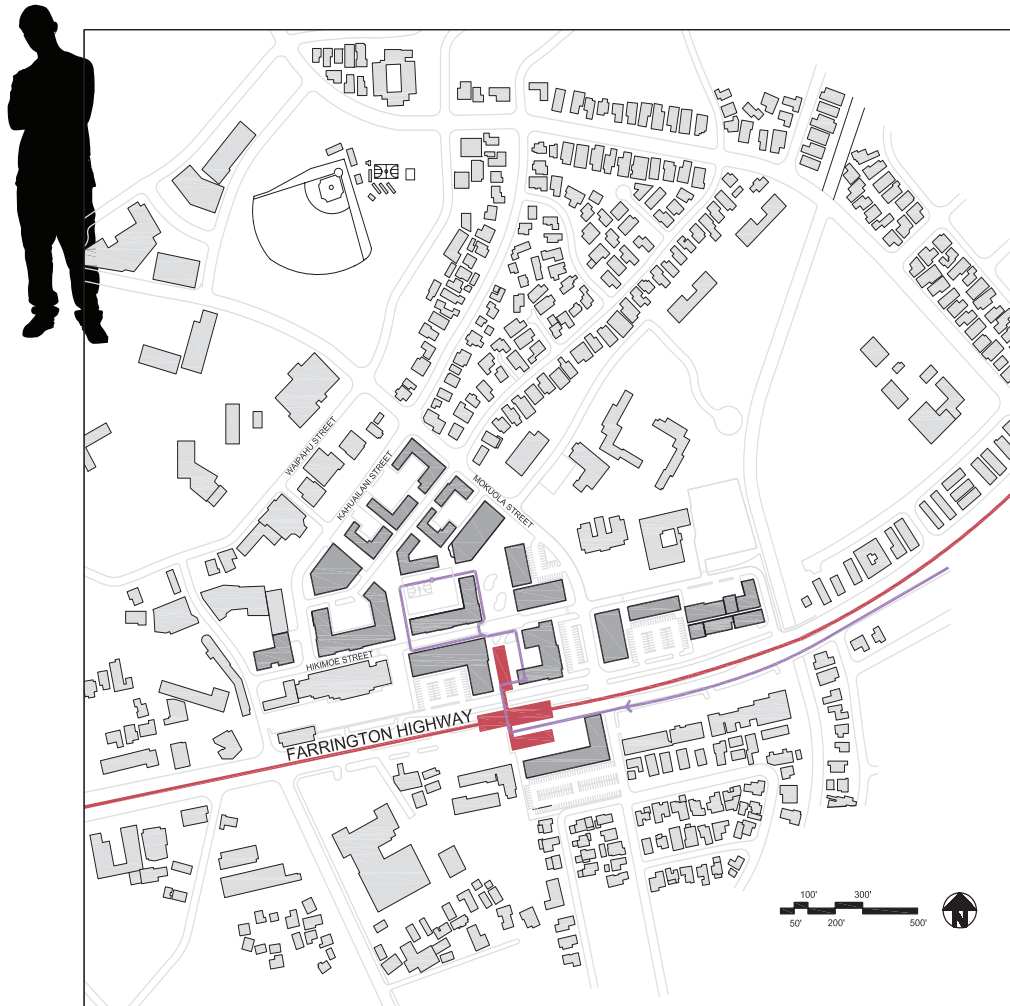 WAIPAHU STREET
KAHUAILANI STREET
MOKUOLA STREET
HIKIMOE STREET
FARRINGTON HIGHWAY
100' 300'
50' 200' 500'
N